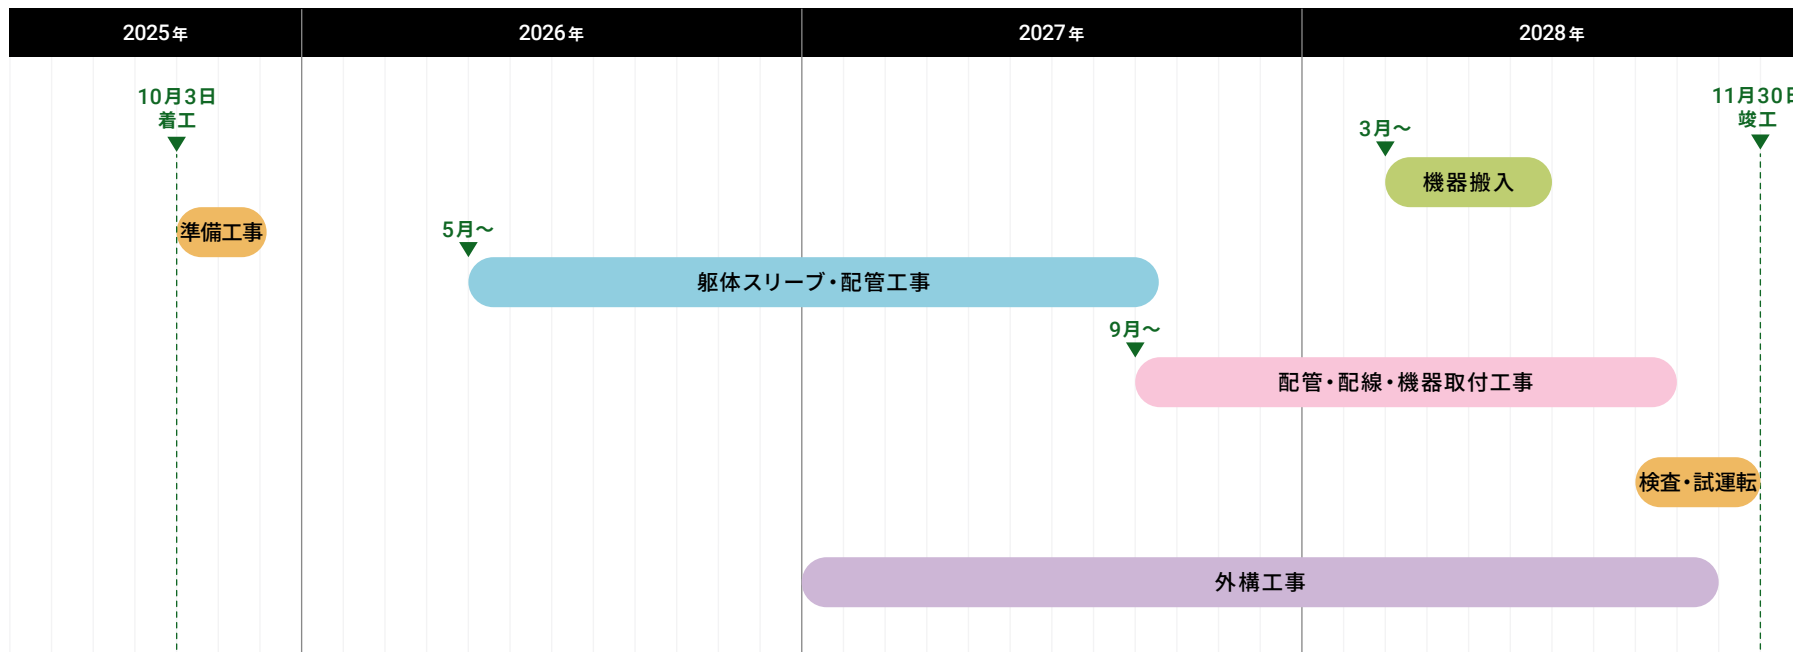 2025年
2026年
2027年
2028年
10月3日
着工
11月30日
竣工
3月〜
機器搬入
準備工事
5月〜
躯体スリーブ・配管工事
9月〜
配管・配線・機器取付工事
検査・試運転
外構工事